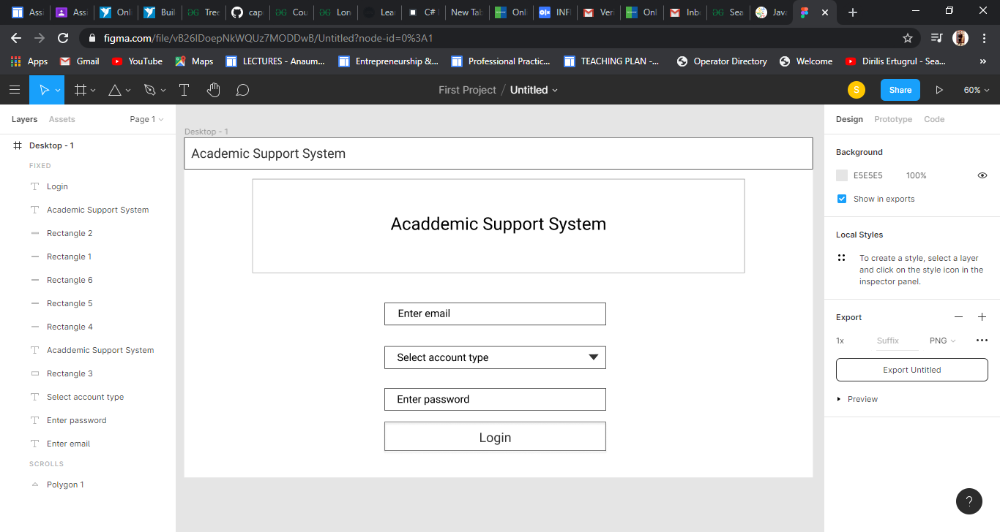 Ass Ass Onli Buil Tree cap Cou Lon Lear C# New Tab Onli INFI Veri Onli Inbo Sea Java
figma.com/file/vB26IDoepNkWQUz7MODDwB/Untitled?node-id=0%3A1
Apps Gmail YouTube Maps LECTURES - Anaum... Entrepreneurship &... Professional Practic... TEACHING PLAN -... Operator Directory Welcome Dirilis Ertugrul - Sea... »
First Project / Untitled S Share 60%
Layers Assets Page 1 Design Prototype Code
Desktop - 1
Desktop - 1
FIXED
Login
Academic Support System
Rectangle 2
Rectangle 1
Rectangle 6
Rectangle 5
Rectangle 4
Acaddemic Support System
Rectangle 3
Select account type
Enter password
Enter email
SCROLLS
Polygon 1
Academic Support System
Acaddemic Support System
Enter email
Select account type
Enter password
Login
Background
E5E5E5 100%
Show in exports
Local Styles
To create a style, select a layer
and click on the style icon in the
inspector panel.
Export
1x Suffix PNG
Export Untitled
Preview
?